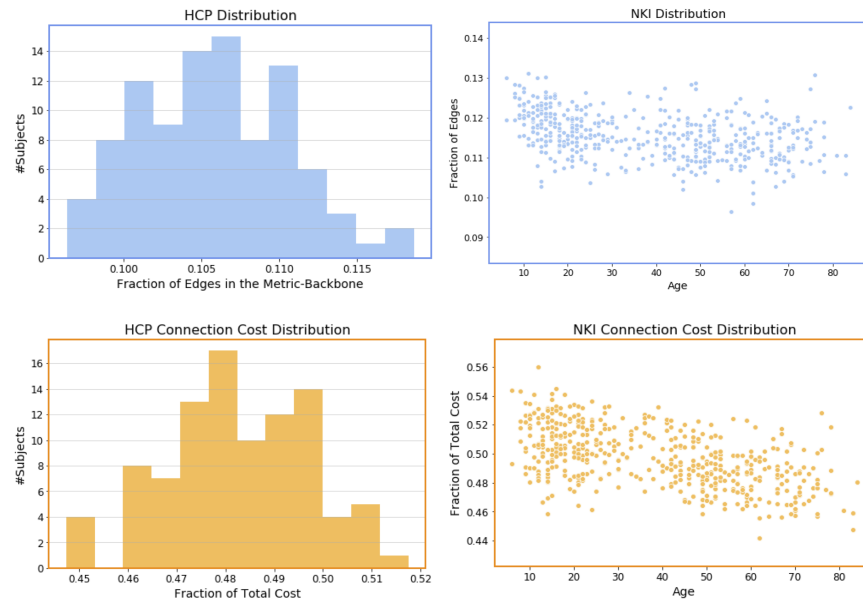 HCP Distribution
14
12
10
8
6
4
2
0
#Subjects
0.100 0.105 0.110 0.115
Fraction of Edges in the Metric-Backbone
NKI Distribution
0.14
0.13
0.12
0.11
0.10
0.09
Fraction of Edges
10 20 30 40 50 60 70 80
Age
HCP Connection Cost Distribution
16
14
12
10
8
6
4
2
0
#Subjects
0.45 0.46 0.47 0.48 0.49 0.50 0.51 0.52
Fraction of Total Cost
NKI Connection Cost Distribution
0.56
0.54
0.52
0.50
0.48
0.46
0.44
Fraction of Total Cost
10 20 30 40 50 60 70 80
Age